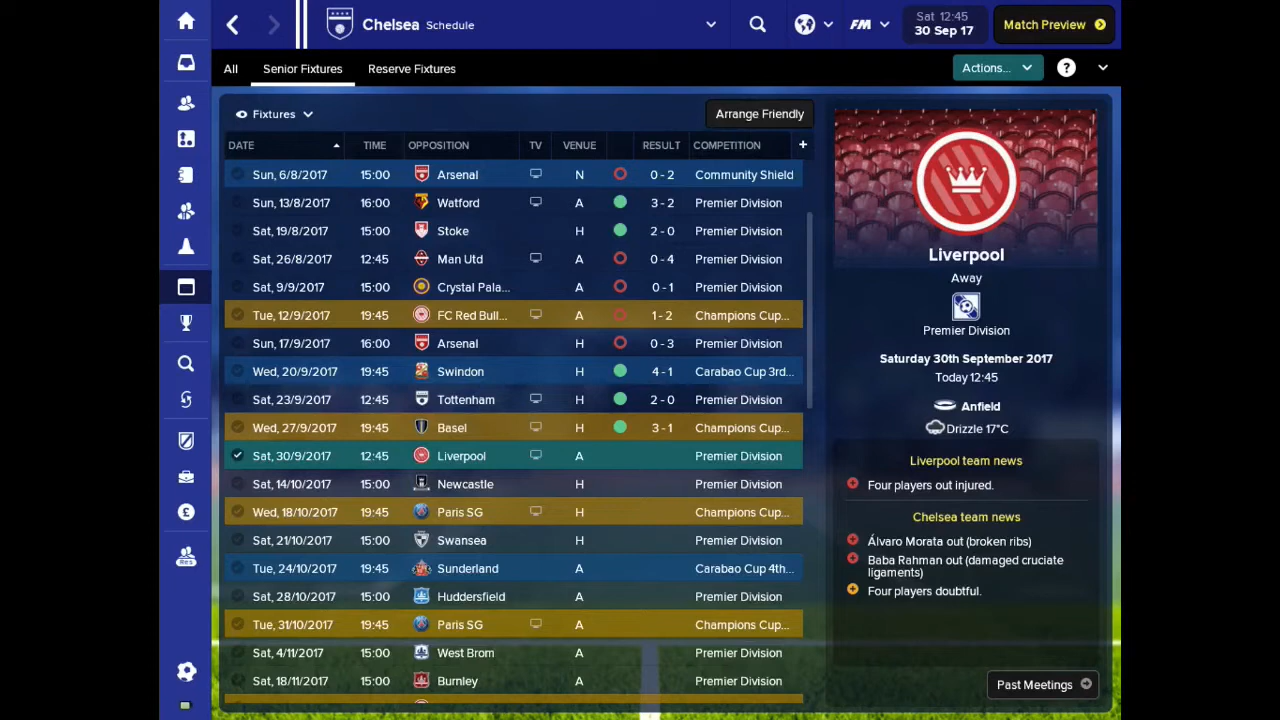 Chelsea Schedule
FM
Sat 12:45
30 Sep 17
Match Preview
All Senior Fixtures Reserve Fixtures
Actions... ?
Fixtures Arrange Friendly
DATE TIME OPPOSITION TV VENUE RESULT COMPETITION +
Sun, 6/8/2017 15:00 Arsenal N 0 - 2 Community Shield
Sun, 13/8/2017 16:00 Watford A 3 - 2 Premier Division
Sat, 19/8/2017 15:00 Stoke H 2 - 0 Premier Division
Sat, 26/8/2017 12:45 Man Utd A 0 - 4 Premier Division
Sat, 9/9/2017 15:00 Crystal Pala... A 0 - 1 Premier Division
Tue, 12/9/2017 19:45 FC Red Bull... A 1 - 2 Champions Cup...
Sun, 17/9/2017 16:00 Arsenal H 0 - 3 Premier Division
Wed, 20/9/2017 19:45 Swindon H 4 - 1 Carabao Cup 3rd...
Sat, 23/9/2017 12:45 Tottenham H 2 - 0 Premier Division
Wed, 27/9/2017 19:45 Basel H 3 - 1 Champions Cup...
Sat, 30/9/2017 12:45 Liverpool A Premier Division
Sat, 14/10/2017 15:00 Newcastle H Premier Division
Wed, 18/10/2017 19:45 Paris SG H Champions Cup...
Sat, 21/10/2017 15:00 Swansea H Premier Division
Tue, 24/10/2017 19:45 Sunderland A Carabao Cup 4th...
Sat, 28/10/2017 15:00 Huddersfield A Premier Division
Tue, 31/10/2017 19:45 Paris SG A Champions Cup...
Sat, 4/11/2017 15:00 West Brom A Premier Division
Sat, 18/11/2017 15:00 Burnley A Premier Division
Liverpool
Away
Premier Division
Saturday 30th September 2017
Today 12:45
Anfield
Drizzle 17°C
Liverpool team news
Four players out injured.
Chelsea team news
Álvaro Morata out (broken ribs)
Baba Rahman out (damaged cruciate
ligaments)
Four players doubtful.
Past Meetings